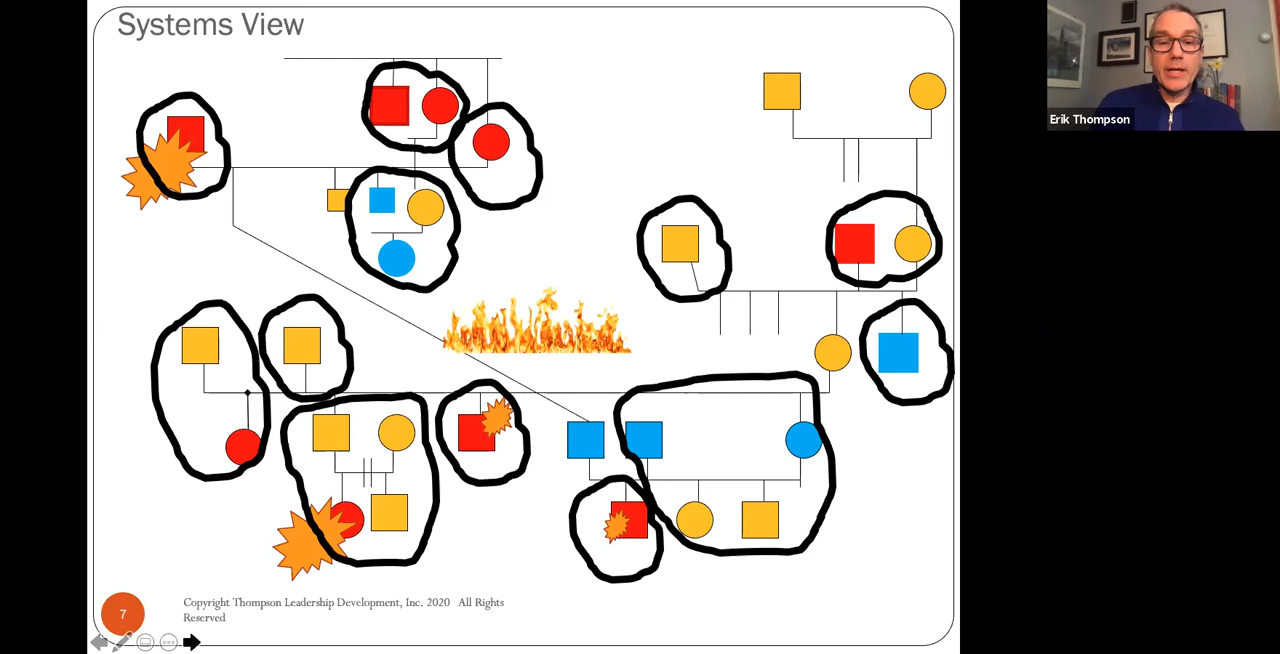 Systems View
Erik Thompson
7
Copyright Thompson Leadership Development, Inc. 2020 All Rights
Reserved